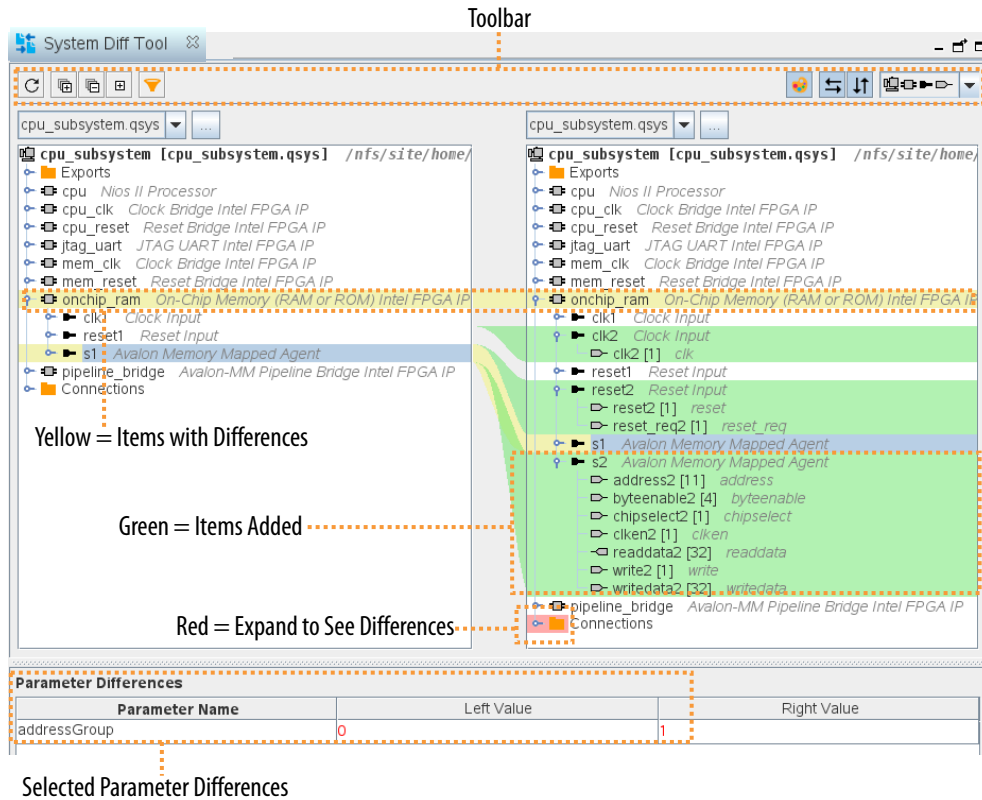 Toolbar
System Diff Tool
cpu_subsystem.qsys
...
cpu_subsystem [cpu_subsystem.qsys] /nfs/site/home/
Exports
cpu Nios II Processor
cpu_clk Clock Bridge Intel FPGA IP
cpu_reset Reset Bridge Intel FPGA IP
jtag_uart JTAG UART Intel FPGA IP
mem_clk Clock Bridge Intel FPGA IP
mem_reset Reset Bridge Intel FPGA IP
onchip_ram On-Chip Memory (RAM or ROM) Intel FPGA IP
clk1 Clock Input
reset1 Reset Input
s1 Avalon Memory Mapped Agent
pipeline_bridge Avalon-MM Pipeline Bridge Intel FPGA IP
Connections
Yellow = Items with Differences
Green = Items Added
Red = Expand to See Differences
cpu_subsystem.qsys
...
cpu_subsystem [cpu_subsystem.qsys] /nfs/site/home/
Exports
cpu Nios II Processor
cpu_clk Clock Bridge Intel FPGA IP
cpu_reset Reset Bridge Intel FPGA IP
jtag_uart JTAG UART Intel FPGA IP
mem_clk Clock Bridge Intel FPGA IP
mem_reset Reset Bridge Intel FPGA IP
onchip_ram On-Chip Memory (RAM or ROM) Intel FPGA IP
clk1 Clock Input
clk2 Clock Input
clk2 [1] clk
reset1 Reset Input
reset2 Reset Input
reset2 [1] reset
reset_req2 [1] reset_req
s1 Avalon Memory Mapped Agent
s2 Avalon Memory Mapped Agent
address2 [11] address
byteenable2 [4] byteenable
chipselect2 [1] chipselect
clken2 [1] clken
readdata2 [32] readdata
write2 [1] write
writedata2 [32] writedata
pipeline_bridge Avalon-MM Pipeline Bridge Intel FPGA IP
Connections
Parameter Differences
Parameter Name Left Value Right Value
addressGroup 0 1
Selected Parameter Differences